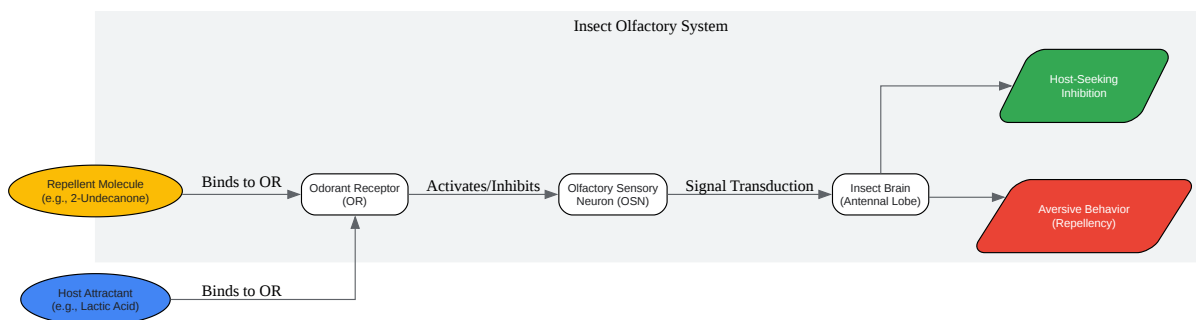 Insect Olfactory System
Host-Seeking
Inhibition
Repellent Molecule
(e.g., 2-Undecanone)
Binds to OR
Odorant Receptor
(OR)
Activates/Inhibits
Olfactory Sensory
Neuron (OSN)
Signal Transduction
Insect Brain
(Antennal Lobe)
Aversive Behavior
(Repellency)
Host Attractant
(e.g., Lactic Acid)
Binds to OR